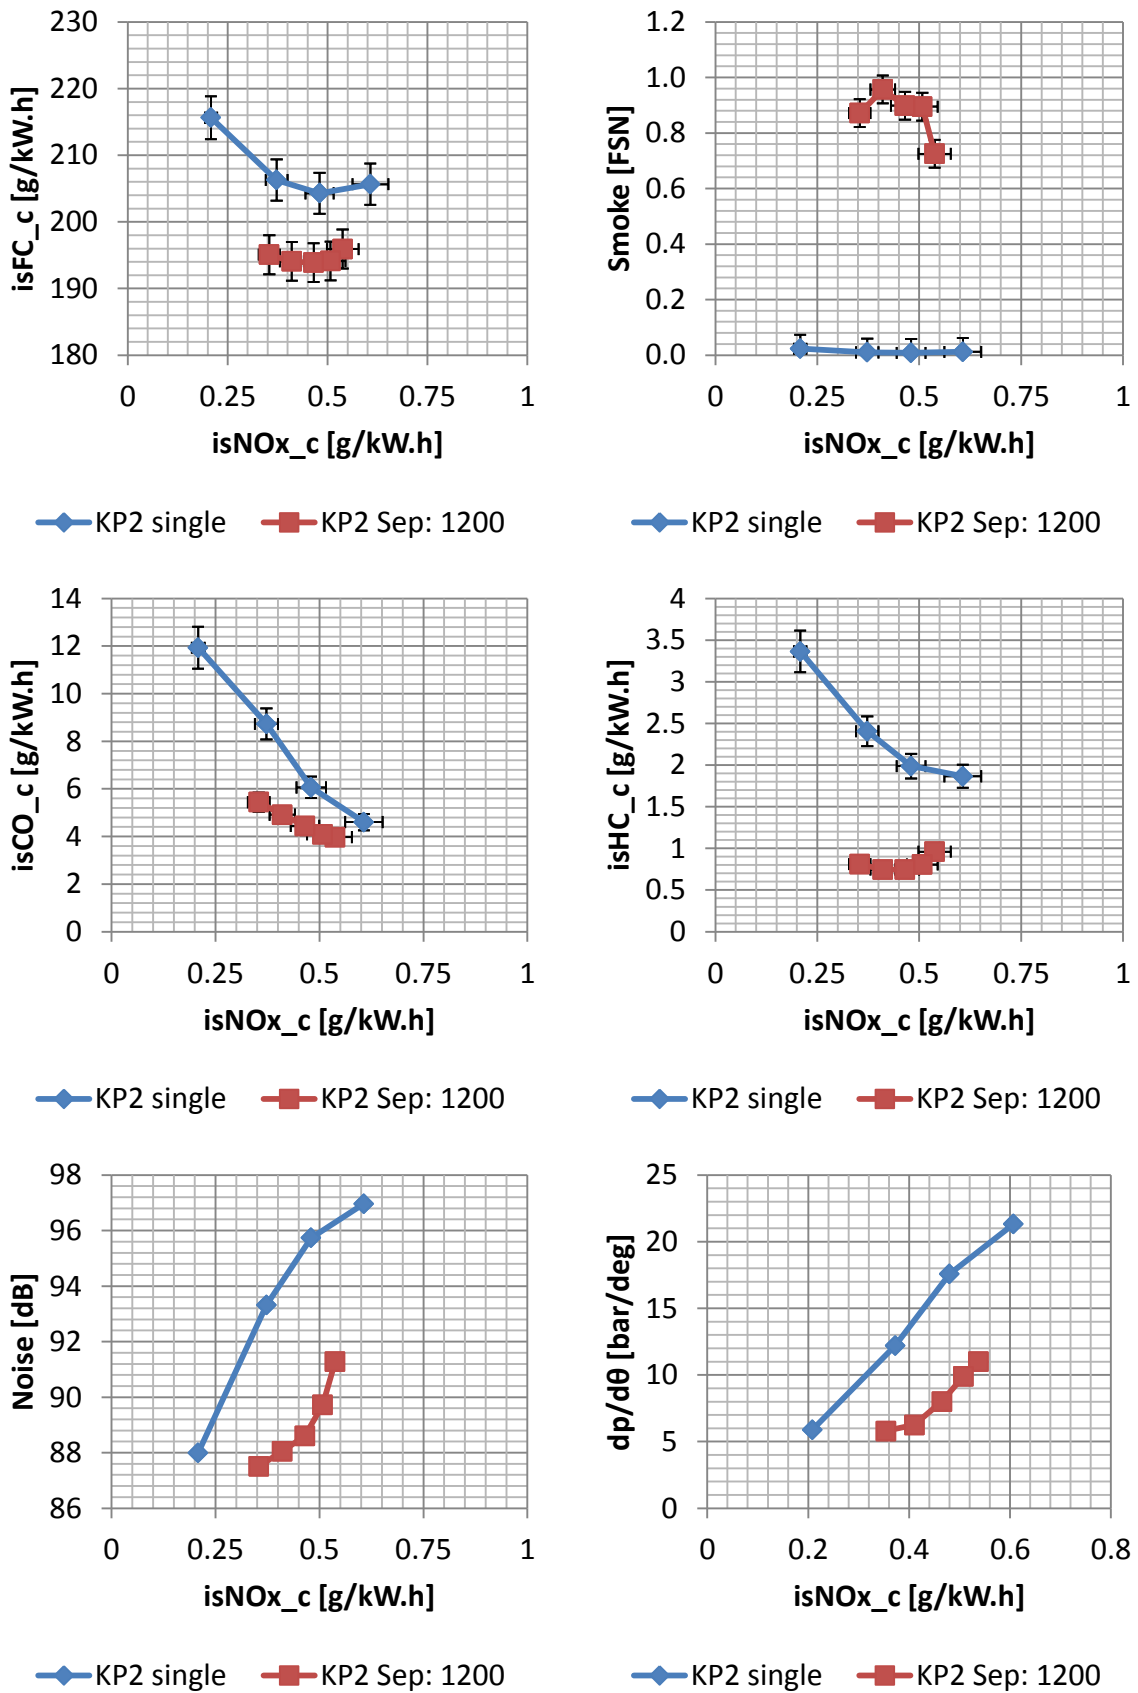 isFC_c [g/kW.h]
230
220
210
200
190
180
0 0.25 0.5 0.75 1
isNOx_c [g/kW.h]
KP2 single KP2 Sep: 1200
Smoke [FSN]
1.2
1.0
0.8
0.6
0.4
0.2
0.0
0 0.25 0.5 0.75 1
isNOx_c [g/kW.h]
KP2 single KP2 Sep: 1200
isCO_c [g/kW.h]
14
12
10
8
6
4
2
0
0 0.25 0.5 0.75 1
isNOx_c [g/kW.h]
KP2 single KP2 Sep: 1200
isHC_c [g/kW.h]
4
3.5
3
2.5
2
1.5
1
0.5
0
0 0.25 0.5 0.75 1
isNOx_c [g/kW.h]
KP2 single KP2 Sep: 1200
Noise [dB]
98
96
94
92
90
88
86
0 0.25 0.5 0.75 1
isNOx_c [g/kW.h]
KP2 single KP2 Sep: 1200
dp/dθ [bar/deg]
25
20
15
10
5
0
0 0.2 0.4 0.6 0.8
isNOx_c [g/kW.h]
KP2 single KP2 Sep: 1200